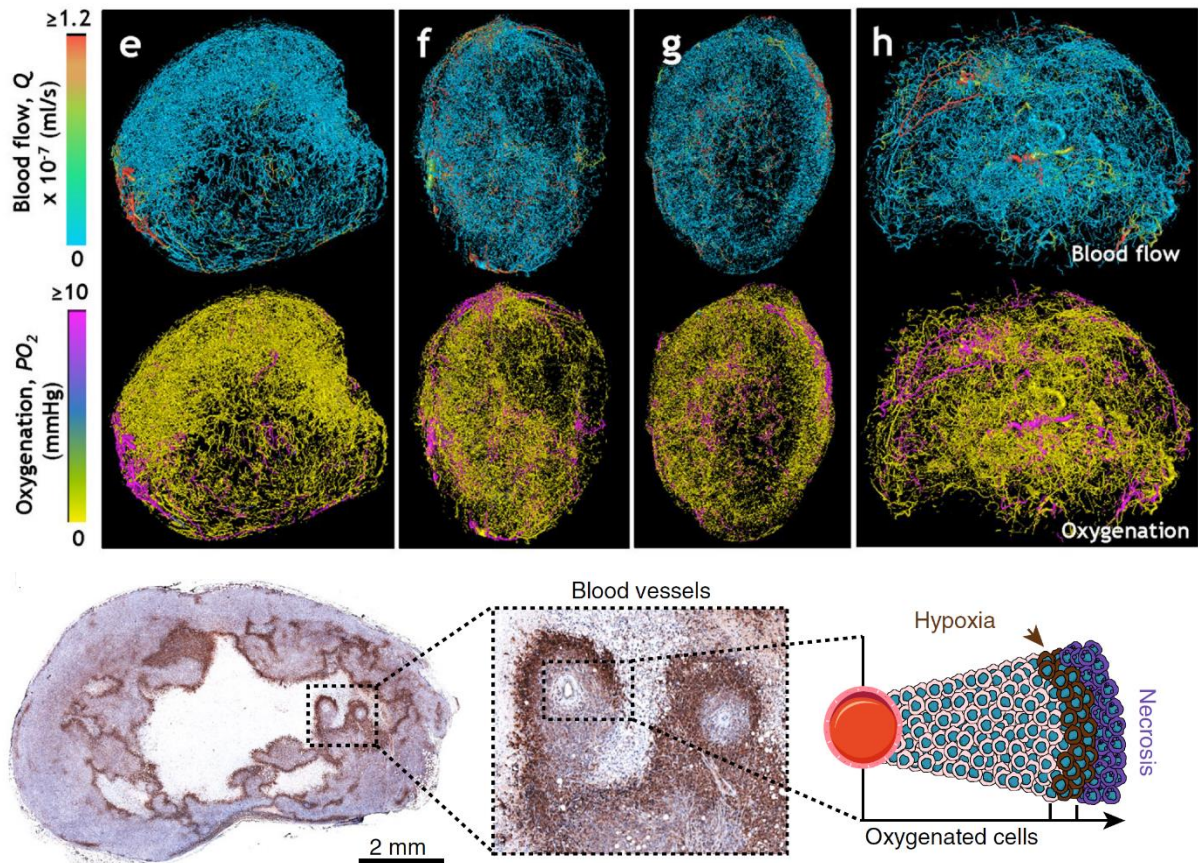 ≥1.2
e
f
g
h
Blood flow, Q
x 10⁻⁷ (ml/s)
0
Blood flow
≥10
Oxygenation, PO₂
(mmHg)
0
Oxygenation
Blood vessels
Hypoxia
Necrosis
2 mm
Oxygenated cells